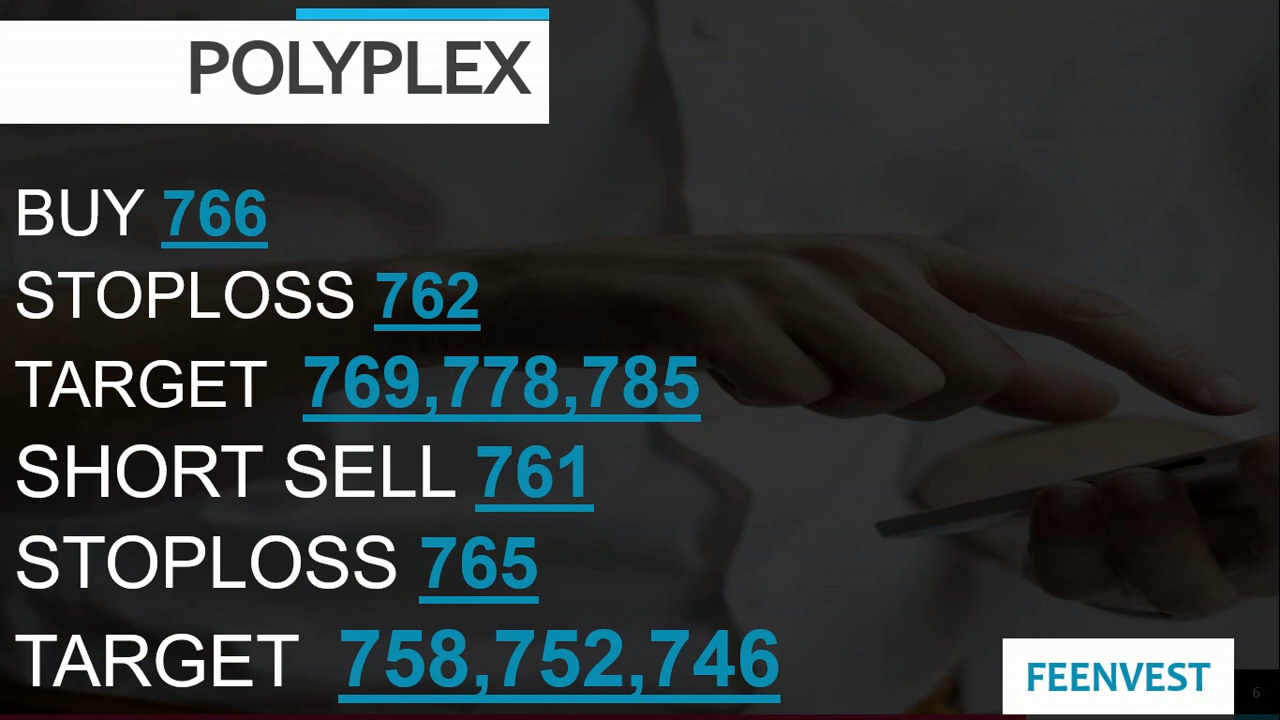 POLYPLEX
BUY 766
STOPLOSS 762
TARGET 769,778,785
SHORT SELL 761
STOPLOSS 765
TARGET 758,752,746
FEENVEST
6